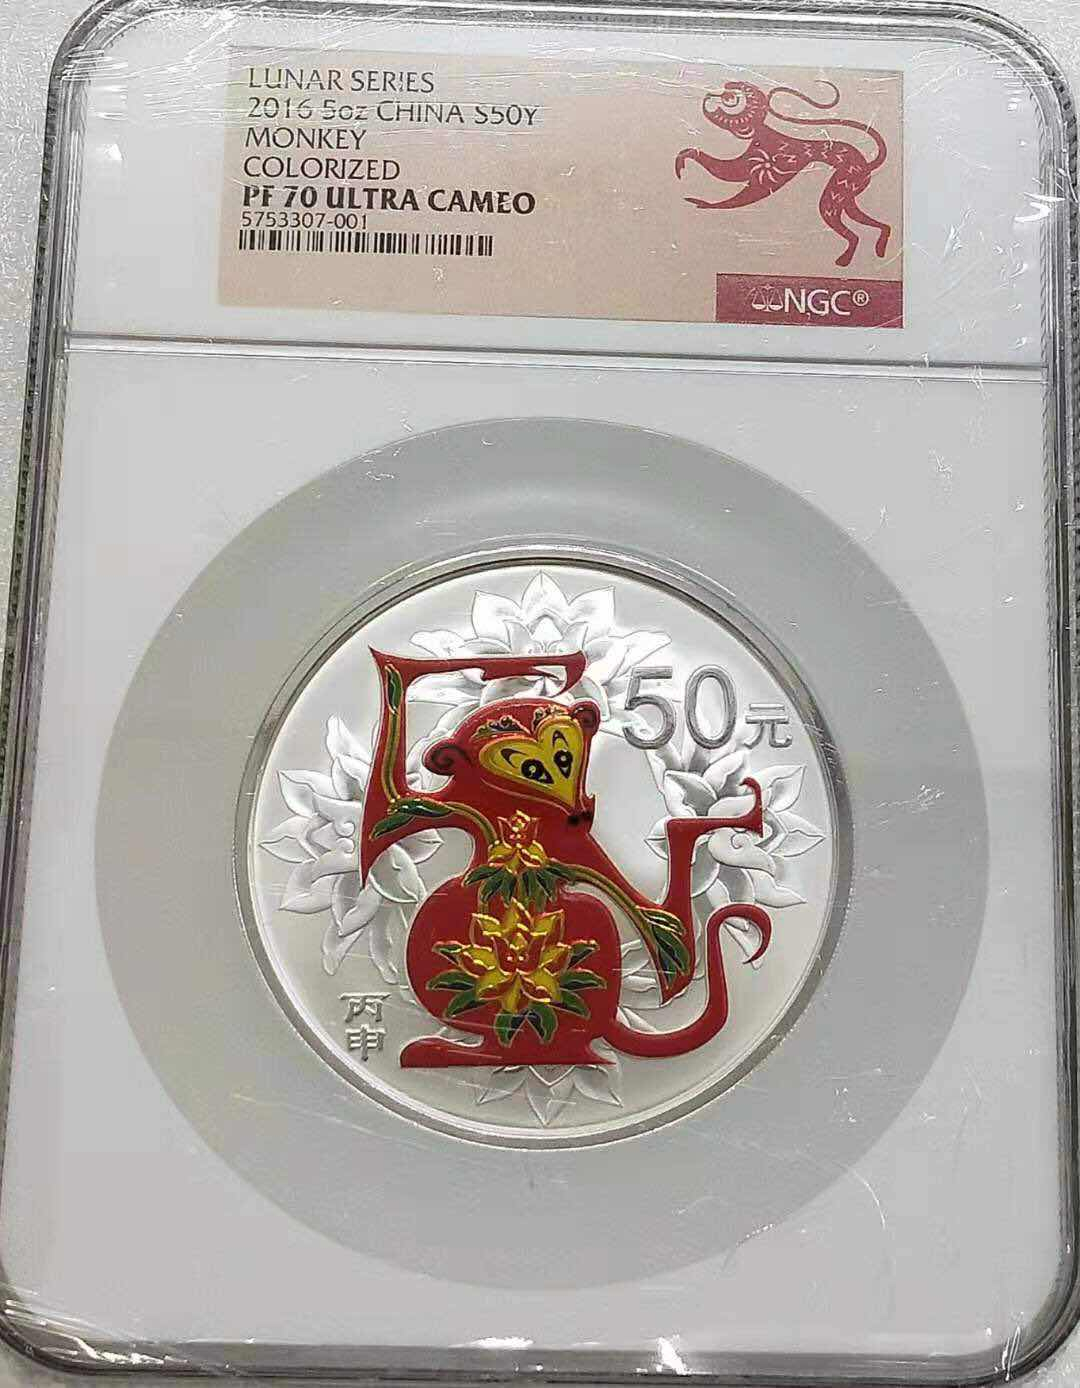 LUNAR SERIES
2016 5oz CHINA S50Y
MONKEY
COLORIZED
PF 70 ULTRA CAMEO
5753307-001
NGC®
50元
丙
申